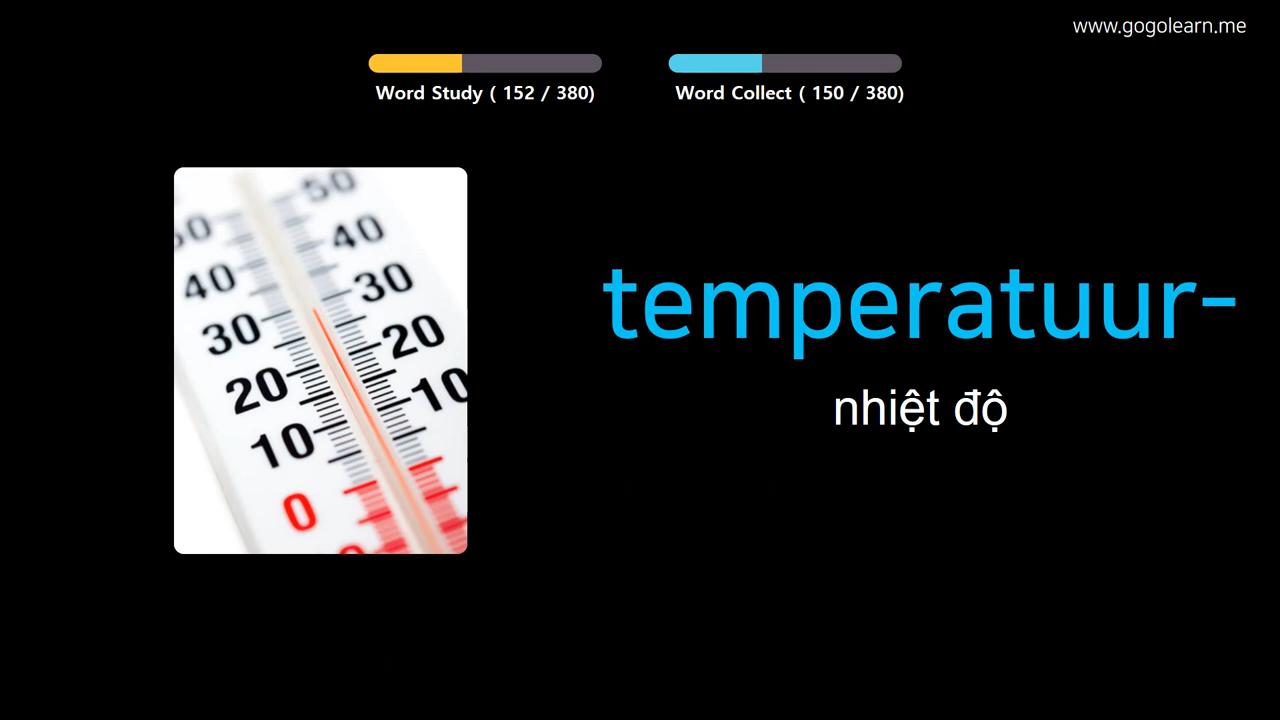 www.gogolearn.me
Word Study ( 152 / 380)
Word Collect ( 150 / 380)
50
50
40
40
30
30
20
20
10
10
0
temperatuur-
nhiệt độ